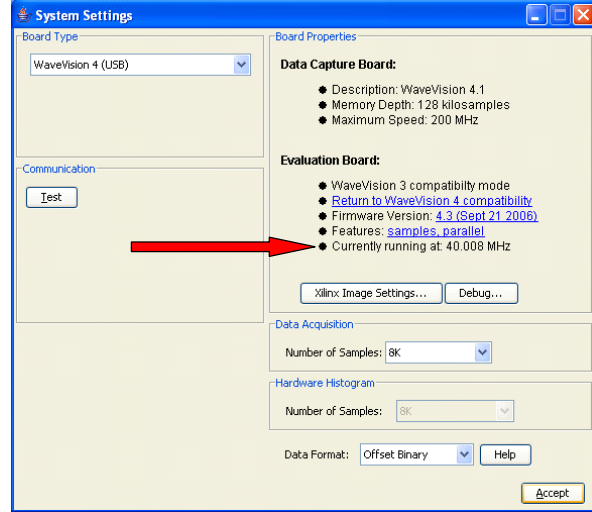 System Settings
Board Type
WaveVision 4 (USB)
Communication
Test
Board Properties
Data Capture Board:
Description: WaveVision 4.1
Memory Depth: 128 kilosamples
Maximum Speed: 200 MHz
Evaluation Board:
WaveVision 3 compatibilty mode
Return to WaveVision 4 compatibility
Firmware Version: 4.3 (Sept 21 2006)
Features: samples, parallel
Currently running at: 40.008 MHz
Xilinx Image Settings... Debug...
Data Acquisition
Number of Samples: 8K
Hardware Histogram
Number of Samples: 8K
Data Format: Offset Binary Help
Accept